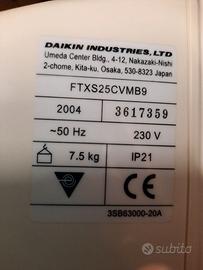 DAIKIN INDUSTRIES, LTD
Umeda Center Bldg., 4-12, Nakazaki-Nishi
2-chome, Kita-ku, Osaka, 530-8323 Japan
FTXS25CVMB9
2004 3617359
~50 Hz 230 V
7.5 kg IP21
3SB63000-20A
subito